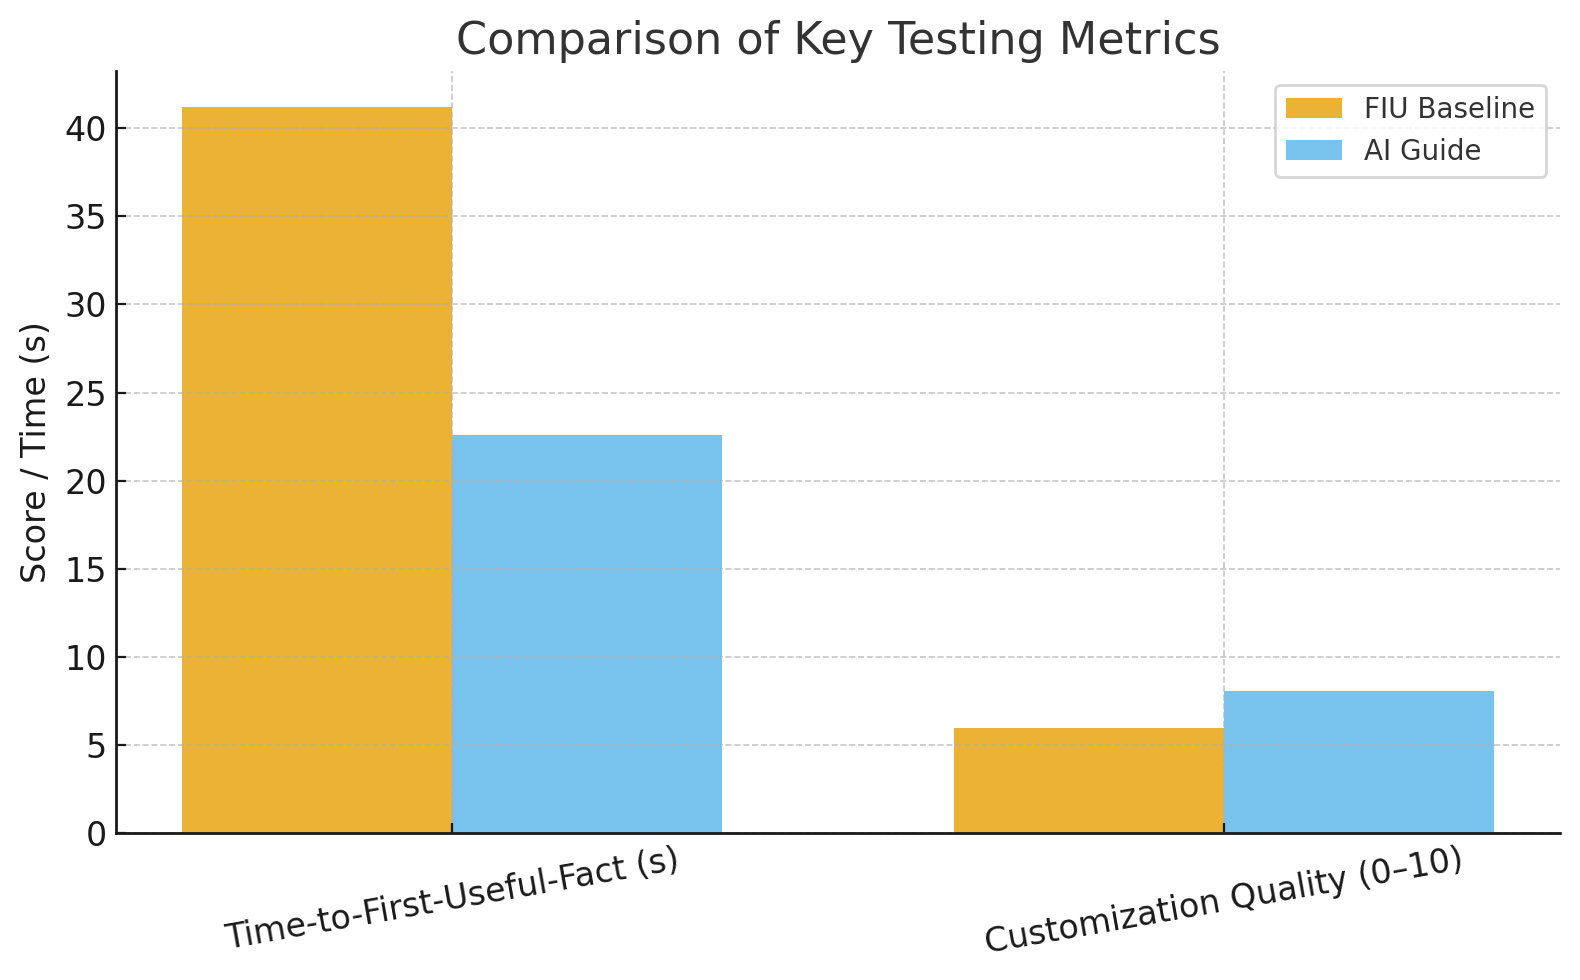 Comparison of Key Testing Metrics
FIU Baseline
AI Guide
Score / Time (s)
40
35
30
25
20
15
10
5
0
Time-to-First-Useful-Fact (s)
Customization Quality (0–10)